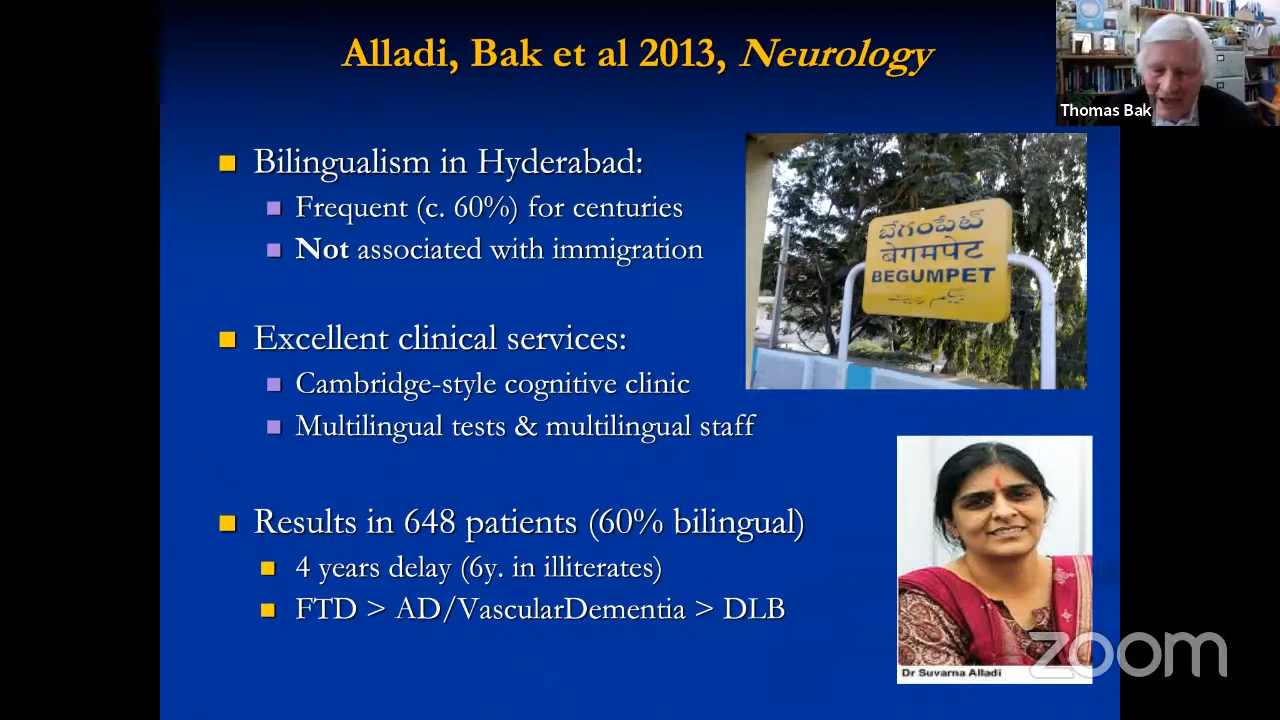 Alladi, Bak et al 2013, Neurology
Thomas Bak
Bilingualism in Hyderabad:
Frequent (c. 60%) for centuries
Not associated with immigration
బేగంపేట్
बेगमपेट
BEGUMPET
بیگم پیٹ
Excellent clinical services:
Cambridge-style cognitive clinic
Multilingual tests & multilingual staff
Results in 648 patients (60% bilingual)
4 years delay (6y. in illiterates)
FTD > AD/VascularDementia > DLB
Dr Suvarna Alladi
zoom